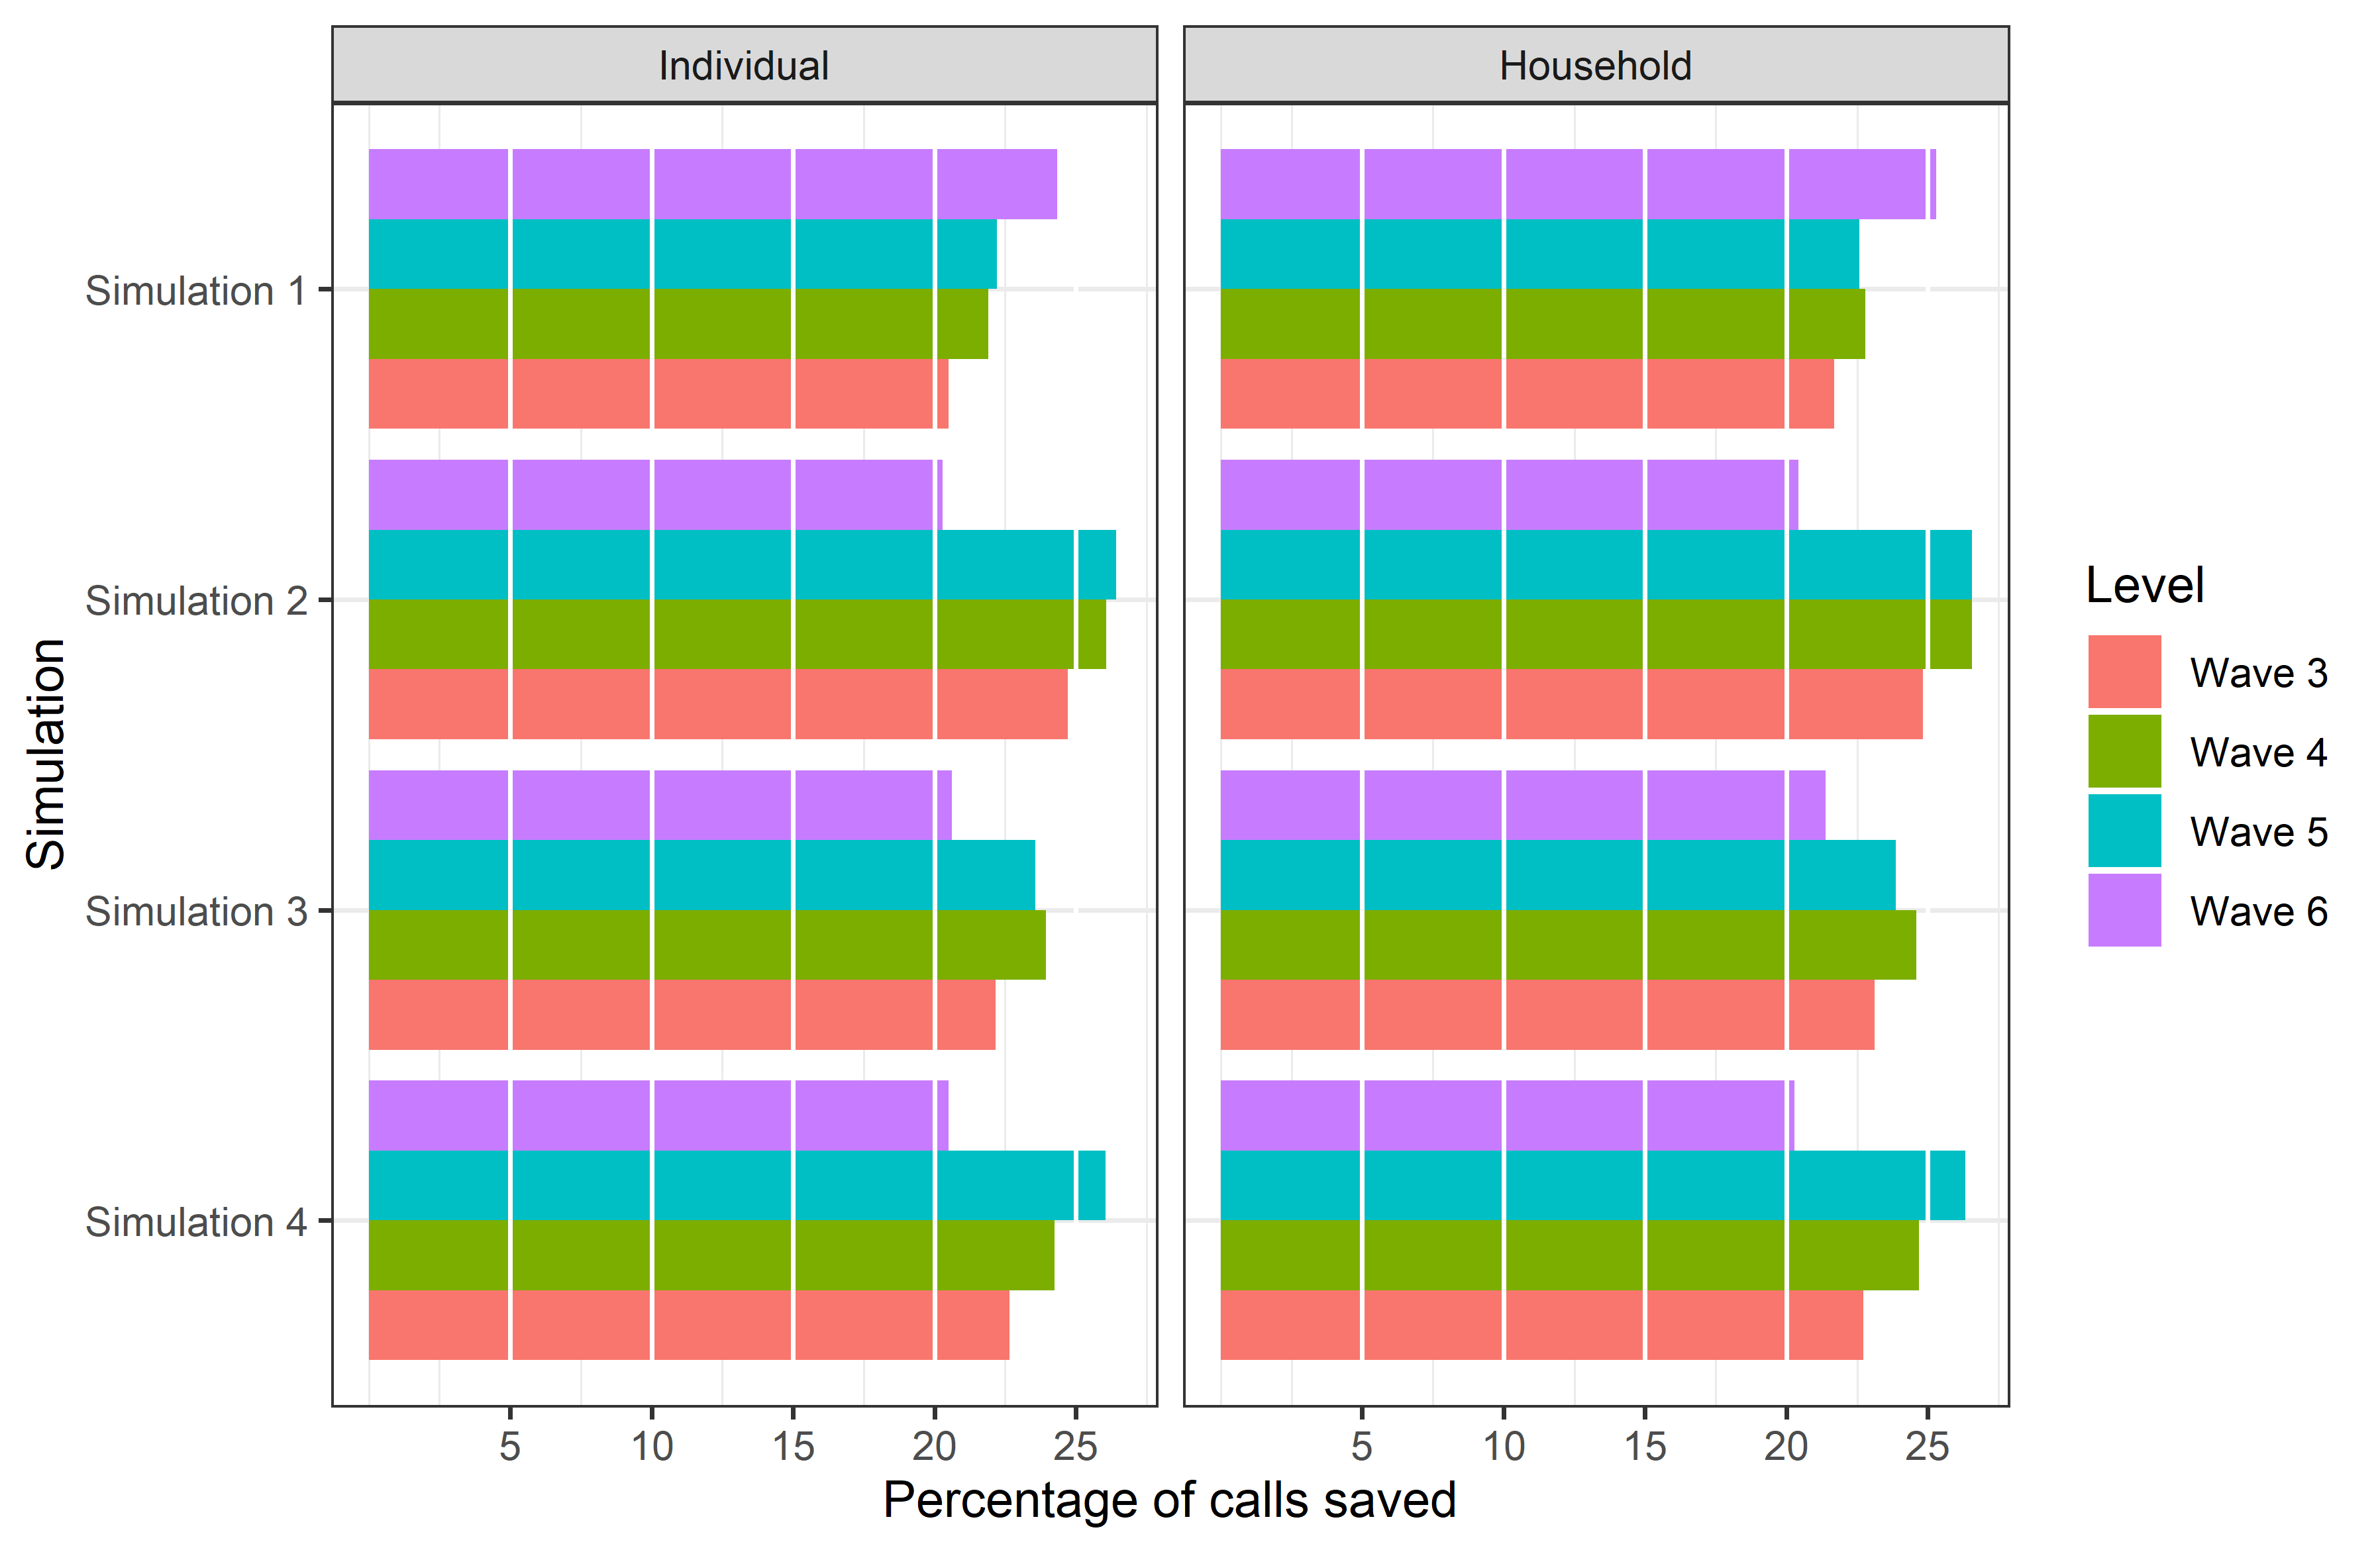 Individual
Household
Simulation 1
Simulation 2
Simulation 3
Simulation 4
Simulation
5 10 15 20 25
5 10 15 20 25
Percentage of calls saved
Level
Wave 3
Wave 4
Wave 5
Wave 6